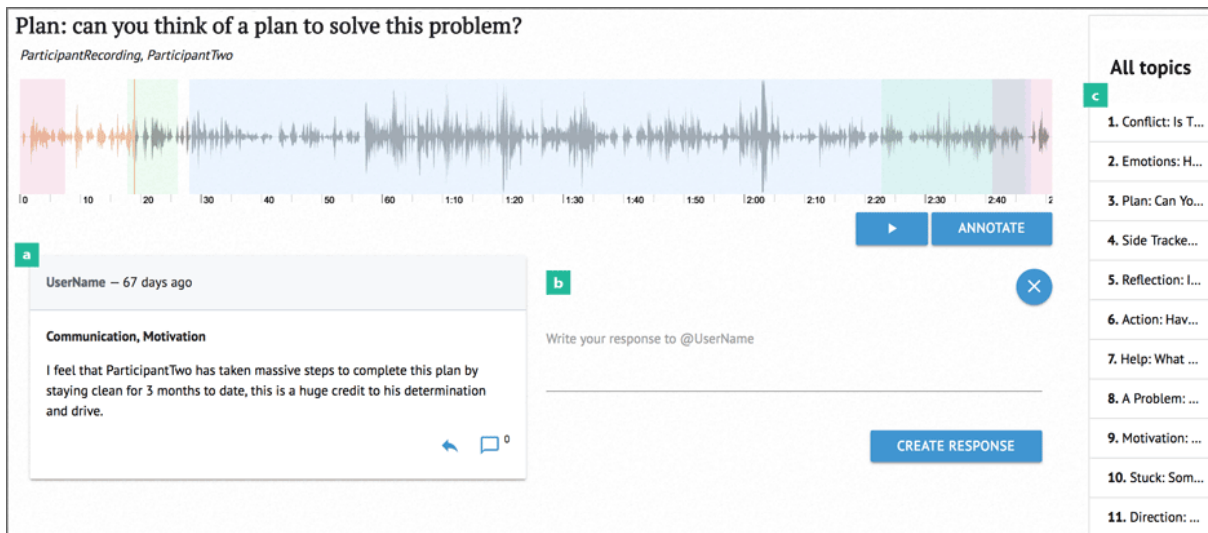 Plan: can you think of a plan to solve this problem?
ParticipantRecording, ParticipantTwo
0 10 20 30 40 50 60 1:10 1:20 1:30 1:40 1:50 2:00 2:10 2:20 2:30 2:40 2
ANNOTATE
a
UserName — 67 days ago
Communication, Motivation
I feel that ParticipantTwo has taken massive steps to complete this plan by
staying clean for 3 months to date, this is a huge credit to his determination
and drive.
0
b
Write your response to @UserName
CREATE RESPONSE
All topics
c
1. Conflict: Is T...
2. Emotions: H...
3. Plan: Can Yo...
4. Side Tracke...
5. Reflection: I...
6. Action: Hav...
7. Help: What ...
8. A Problem: ...
9. Motivation: ...
10. Stuck: Som...
11. Direction: ...